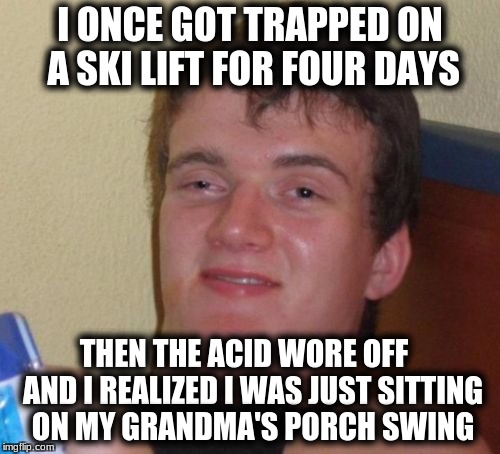 I ONCE GOT TRAPPED ON
A SKI LIFT FOR FOUR DAYS
THEN THE ACID WORE OFF
AND I REALIZED I WAS JUST SITTING
ON MY GRANDMA'S PORCH SWING
imgflip.com